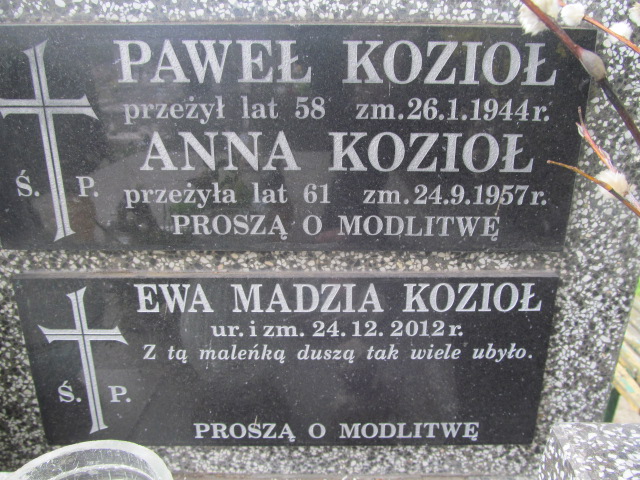 PAWEŁ KOZIOŁ
przeżył lat 58 zm. 26.1.1944 r.
ANNA KOZIOŁ
Ś. P.
przeżyła lat 61 zm. 24.9.1957 r.
PROSZĄ O MODLITWĘ
EWA MADZIA KOZIOŁ
ur. i zm. 24.12.2012 r.
Z tą maleńką duszą tak wiele ubyło.
Ś. P.
PROSZĄ O MODLITWĘ